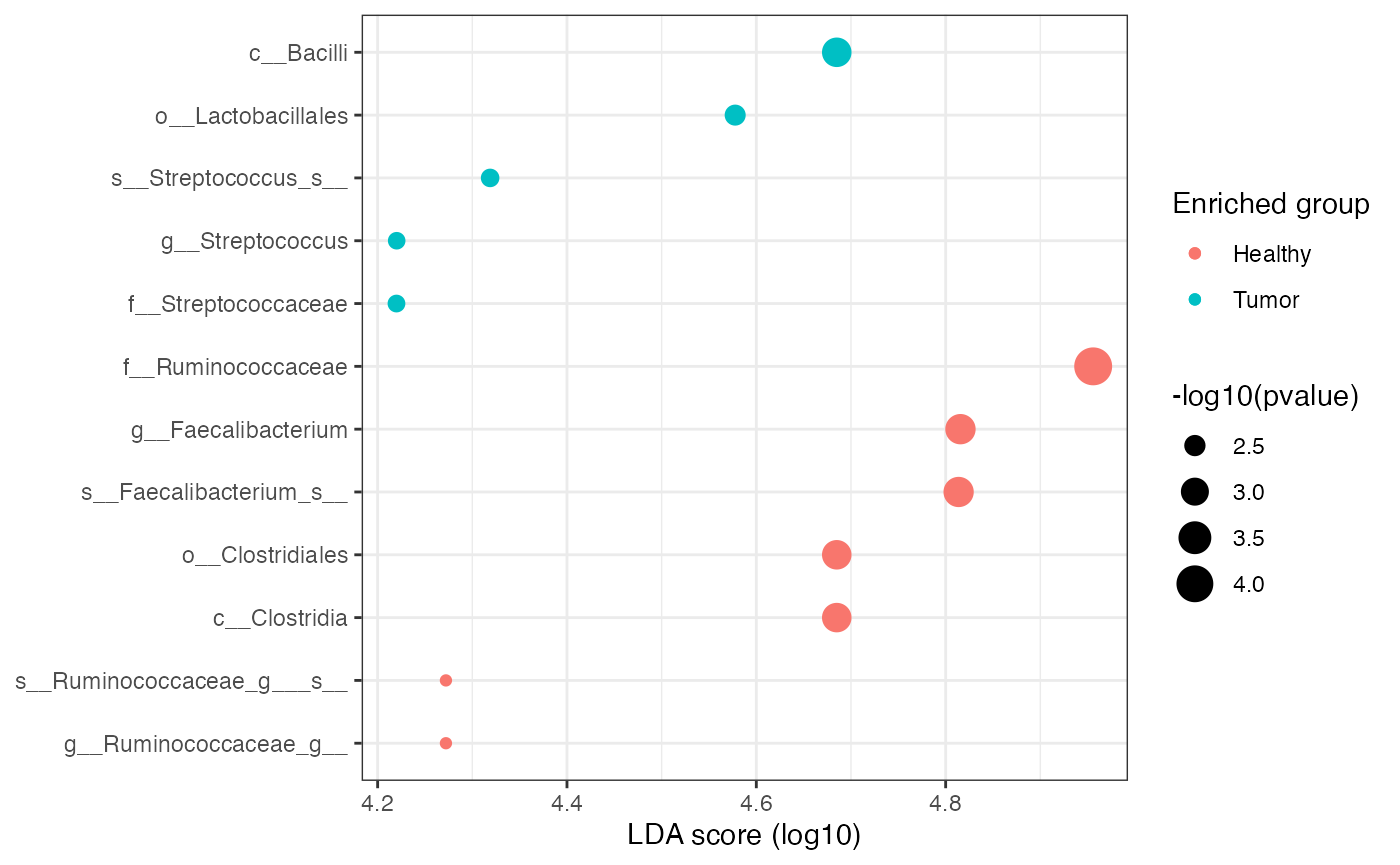 c__Bacilli
o__Lactobacillales
s__Streptococcus_s__
g__Streptococcus
f__Streptococcaceae
f__Ruminococcaceae
g__Faecalibacterium
s__Faecalibacterium_s__
o__Clostridiales
c__Clostridia
s__Ruminococcaceae_g___s__
g__Ruminococcaceae_g__
4.2
4.4
4.6
4.8
LDA score (log10)
Enriched group
Healthy
Tumor
-log10(pvalue)
2.5
3.0
3.5
4.0